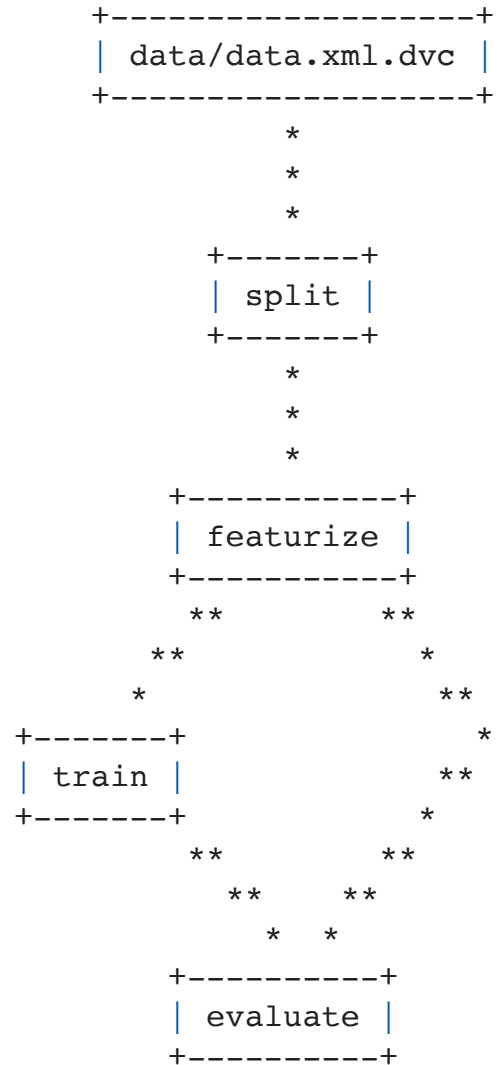 data/data.xml.dvc
split
featurize
train
evaluate